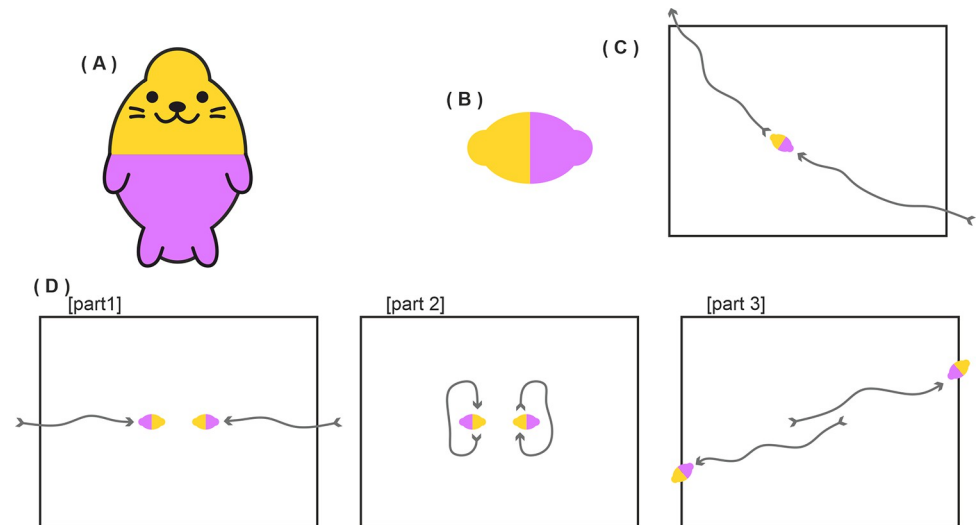 ( A )
( B )
( C )
( D )
[part1]
[part 2]
[part 3]